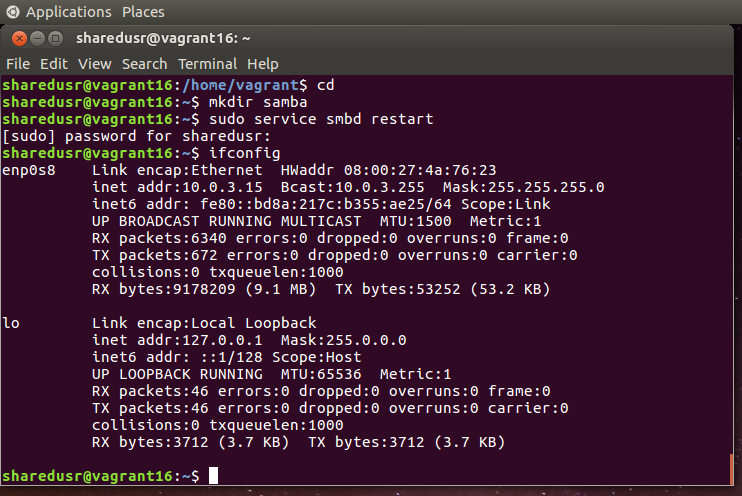 Applications Places
sharedusr@vagrant16: ~
File Edit View Search Terminal Help
sharedusr@vagrant16:/home/vagrant$ cd
sharedusr@vagrant16:~$ mkdir samba
sharedusr@vagrant16:~$ sudo service smbd restart
[sudo] password for sharedusr:
sharedusr@vagrant16:~$ ifconfig
enp0s8    Link encap:Ethernet  HWaddr 08:00:27:4a:76:23
          inet addr:10.0.3.15  Bcast:10.0.3.255  Mask:255.255.255.0
          inet6 addr: fe80::bd8a:217c:b355:ae25/64 Scope:Link
          UP BROADCAST RUNNING MULTICAST  MTU:1500  Metric:1
          RX packets:6340 errors:0 dropped:0 overruns:0 frame:0
          TX packets:672 errors:0 dropped:0 overruns:0 carrier:0
          collisions:0 txqueuelen:1000
          RX bytes:9178209 (9.1 MB)  TX bytes:53252 (53.2 KB)
lo        Link encap:Local Loopback
          inet addr:127.0.0.1  Mask:255.0.0.0
          inet6 addr: ::1/128 Scope:Host
          UP LOOPBACK RUNNING  MTU:65536  Metric:1
          RX packets:46 errors:0 dropped:0 overruns:0 frame:0
          TX packets:46 errors:0 dropped:0 overruns:0 carrier:0
          collisions:0 txqueuelen:1000
          RX bytes:3712 (3.7 KB)  TX bytes:3712 (3.7 KB)
sharedusr@vagrant16:~$